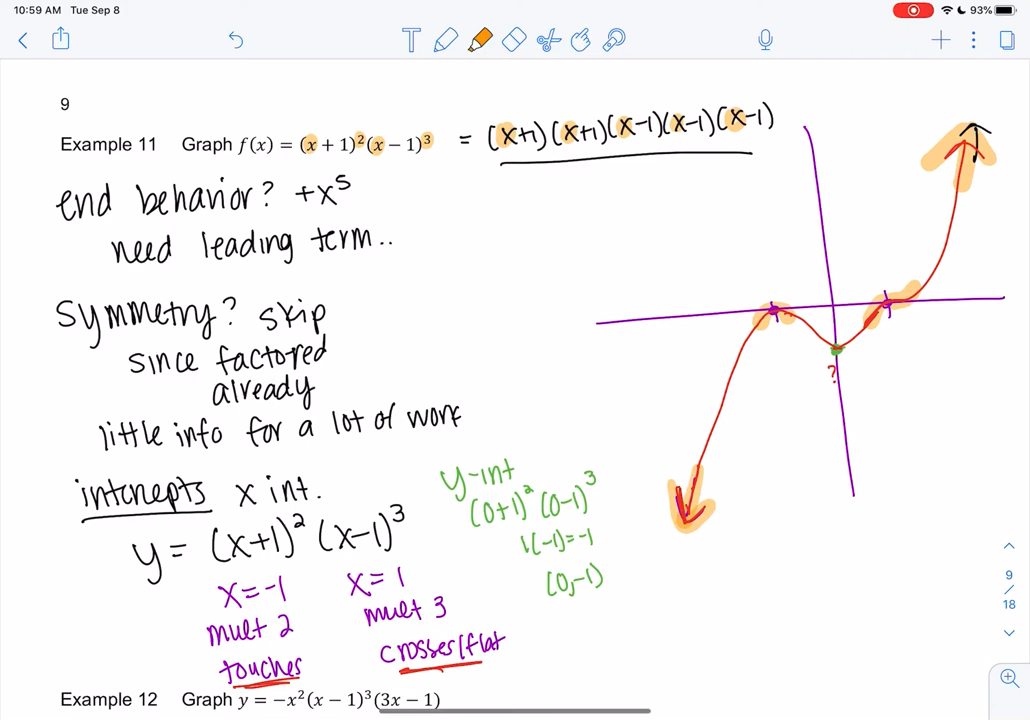 10:59 AM Tue Sep 8
93%
T
9
Example 11 Graph f(x) = (x + 1)²(x − 1)³ = (x+1)(x+1)(x-1)(x-1)(x-1)
end behavior? +x⁵
need leading term..
Symmetry? skip
since factored
already
little info for a lot of work
intercepts x int.
y = (x+1)² (x-1)³
x = -1 x = 1
mult 2 mult 3
touches crosses/flat
y-int
(0+1)² (0-1)³
1(-1) = -1
(0,-1)
?
9
/
18
Example 12 Graph y = −x²(x − 1)³(3x − 1)